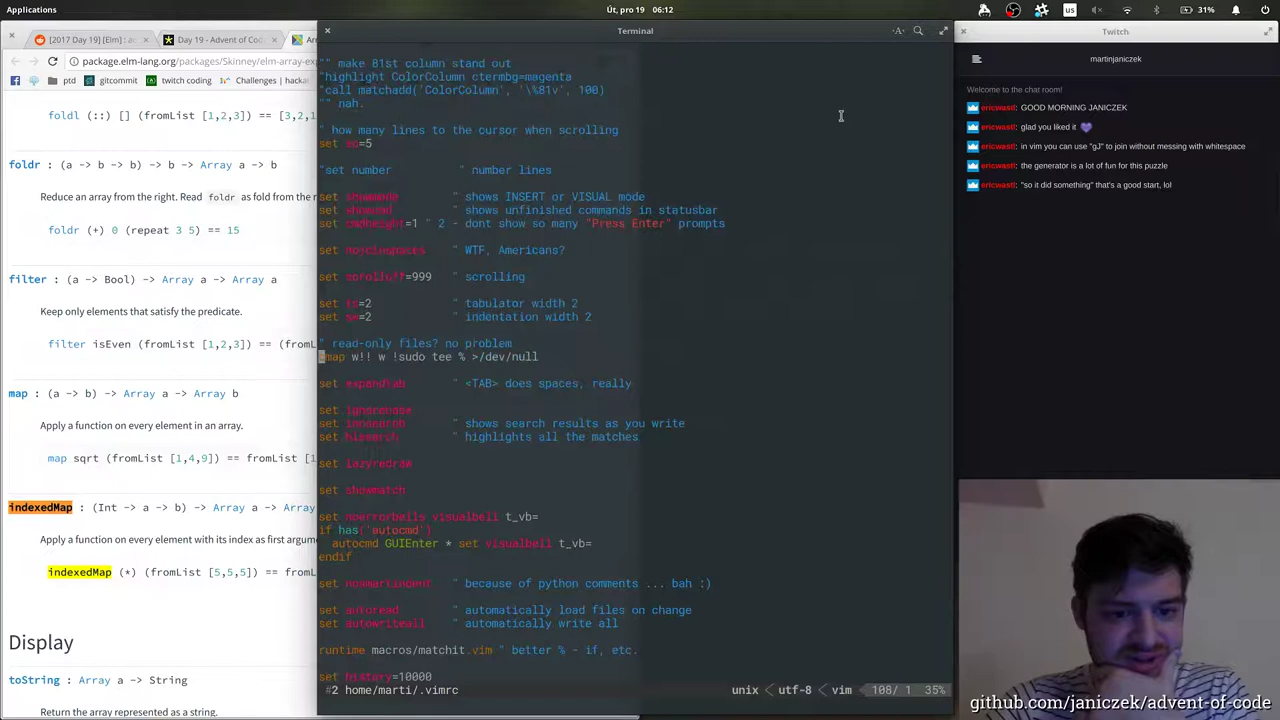 Applications
Út, pro 19 06:12
us
31%
[2017 Day 19] [Elm] : ad
Day 19 - Advent of Cod
Ar
https://package.elm-lang.org/packages/Skinney/elm-array-exp
ptd
gitcommit
/packages - caniuse
Challenges | hackat
foldl (::) [] (fromList [1,2,3]) == [3,2,1
foldr : (a -> b -> b) -> b -> Array a -> b
Reduce an array from the right. Read foldr as fold from the r
foldr (+) 0 (repeat 3 5) == 15
filter : (a -> Bool) -> Array a -> Array a
Keep only elements that satisfy the predicate.
filter isEven (fromList [1,2,3]) == (fr
map : (a -> b) -> Array a -> Array b
Apply a function on every element in an array.
map sqrt (fromList [1,4,9]) == fromList [1
indexedMap : (Int -> a -> b) -> Array a -> Array
Apply a function on every element with its index as first argum
indexedMap (*) (fromList [5,5,5]) == from
Display
toString : Array a -> String
Return the array represented as a string.
Terminal
"" make 81st column stand out
"highlight ColorColumn ctermbg=magenta
"call matchadd('ColorColumn', '\%81v', 100)
"" nah.
" how many lines to the cursor when scrolling
set so=5
"set number " number lines
set showmode " shows INSERT or VISUAL mode
set showcmd " shows unfinished commands in statusbar
set cmdheight=1 " 2 - dont show so many "Press Enter" prompts
set nojoinspaces " WTF, Americans?
set scrolloff=999 " scrolling
set ts=2 " tabulator width 2
set sw=2 " indentation width 2
" read-only files? no problem
cmap w!! w !sudo tee % >/dev/null
set expandtab " <TAB> does spaces, really
set ignorecase
set incsearch " shows search results as you write
set hlsearch " highlights all the matches
set lazyredraw
set showmatch
set noerrorbells visualbell t_vb=
if has('autocmd')
autocmd GUIEnter * set visualbell t_vb=
endif
set nosmartindent " because of python comments ... bah :)
set autoread " automatically load files on change
set autowriteall " automatically write all
runtime macros/matchit.vim " better % - if, etc.
set history=10000
#2 home/marti/.vimrc
unix < utf-8 < vim
108/ 1 35%
Twitch
martinjaniczek
Welcome to the chat room!
ericwastl: GOOD MORNING JANICZEK
ericwastl: glad you liked it
ericwastl: in vim you can use "gJ" to join without messing with whitespace
ericwastl: the generator is a lot of fun for this puzzle
ericwastl: "so it did something" that's a good start, lol
github.com/janiczek/advent-of-code